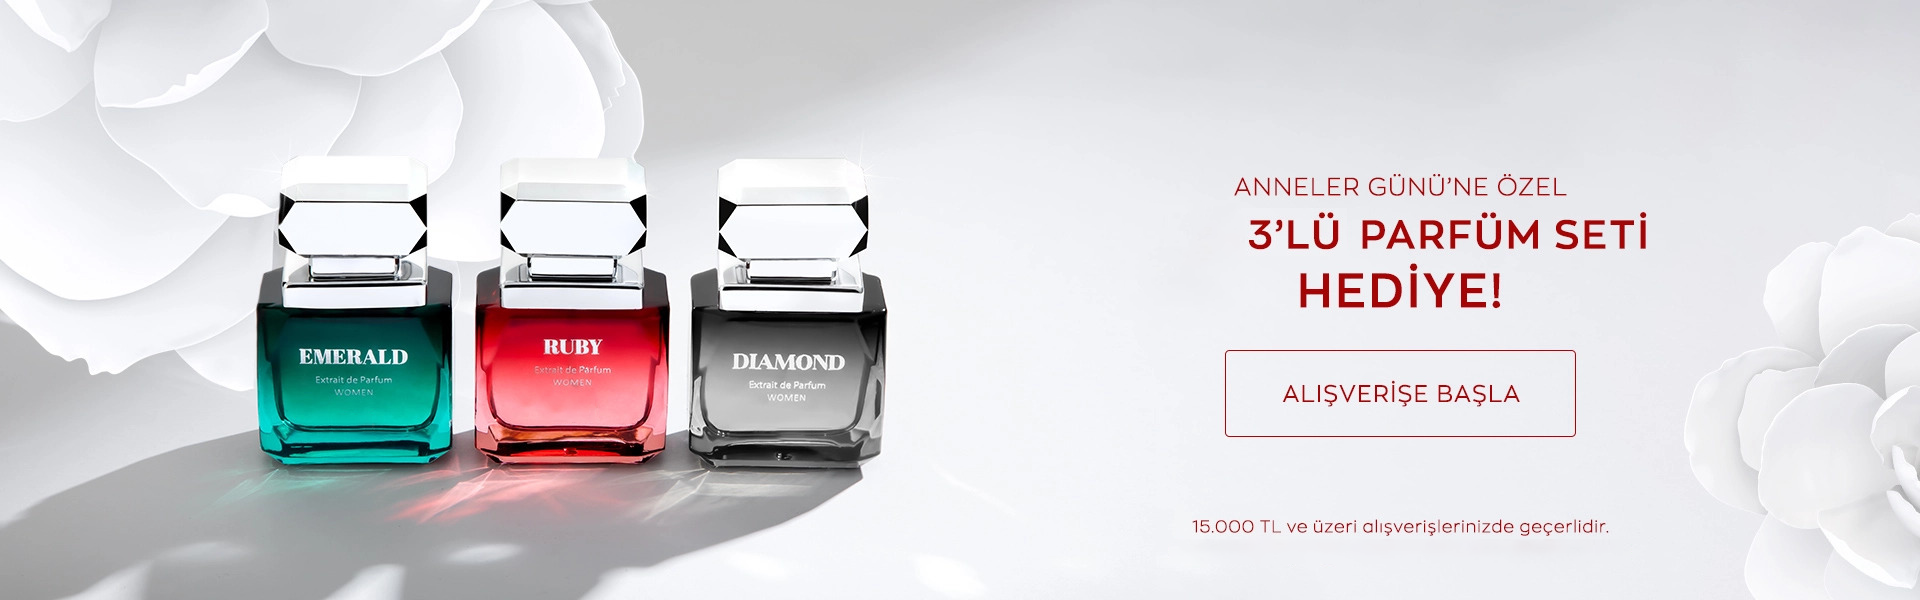 EMERALD
Extrait de Parfum
WOMEN
RUBY
Extrait de Parfum
WOMEN
DIAMOND
Extrait de Parfum
WOMEN
ANNELER GÜNÜ'NE ÖZEL
3'LÜ PARFÜM SETİ
HEDİYE!
ALIŞVERİŞE BAŞLA
15.000 TL ve üzeri alışverişlerinizde geçerlidir.